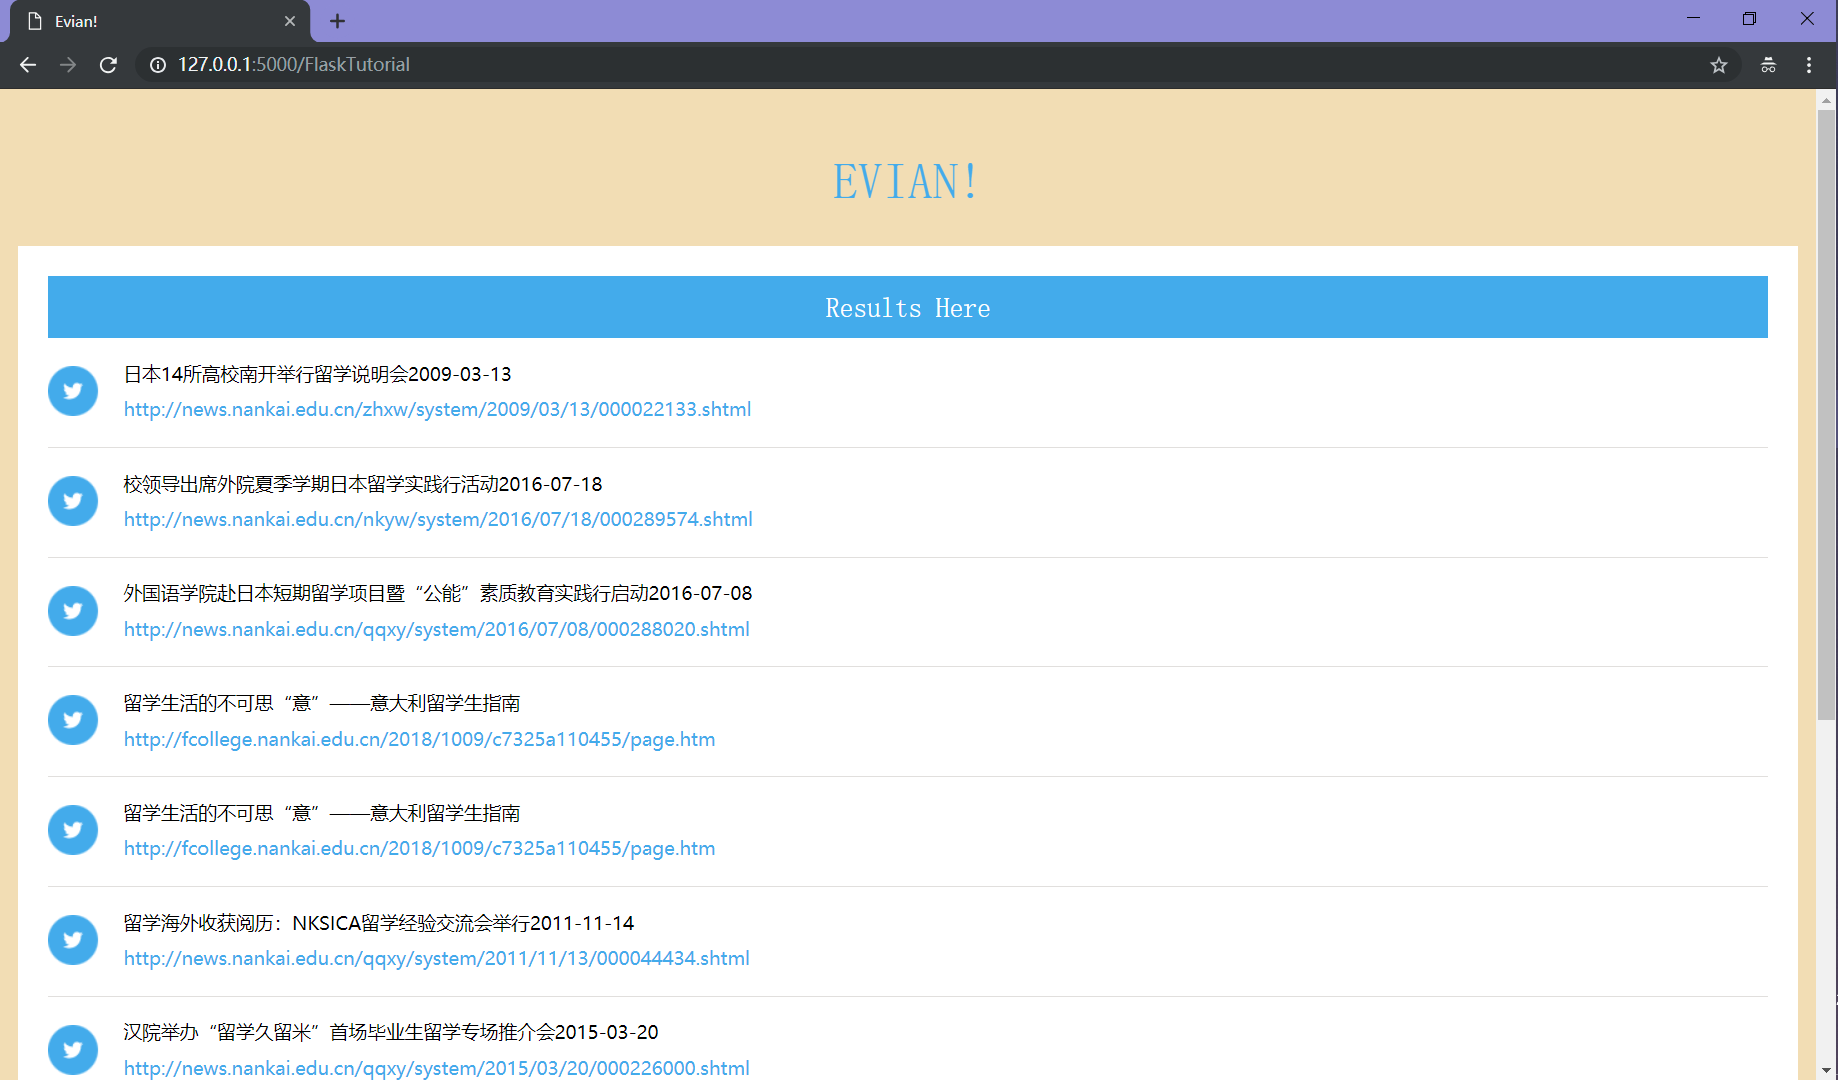 Evian!
127.0.0.1:5000/FlaskTutorial
EVIAN!
Results Here
日本14所高校南开举行留学说明会2009-03-13
http://news.nankai.edu.cn/zhxw/system/2009/03/13/000022133.shtml
校领导出席外院夏季学期日本留学实践行活动2016-07-18
http://news.nankai.edu.cn/nkyw/system/2016/07/18/000289574.shtml
外国语学院赴日本短期留学项目暨“公能”素质教育实践行启动2016-07-08
http://news.nankai.edu.cn/qqxy/system/2016/07/08/000288020.shtml
留学生活的不可思“意”——意大利留学生指南
http://fcollege.nankai.edu.cn/2018/1009/c7325a110455/page.htm
留学生活的不可思“意”——意大利留学生指南
http://fcollege.nankai.edu.cn/2018/1009/c7325a110455/page.htm
留学海外收获阅历：NKSICA留学经验交流会举行2011-11-14
http://news.nankai.edu.cn/qqxy/system/2011/11/13/000044434.shtml
汉院举办“留学久留米”首场毕业生留学专场推介会2015-03-20
http://news.nankai.edu.cn/qqxy/system/2015/03/20/000226000.shtml